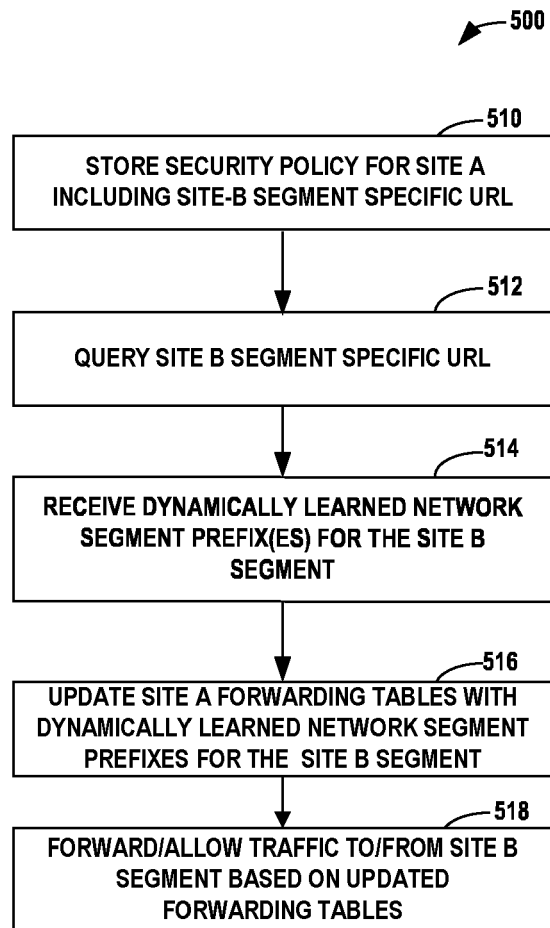 500
510
STORE SECURITY POLICY FOR SITE A
INCLUDING SITE-B SEGMENT SPECIFIC URL
512
QUERY SITE B SEGMENT SPECIFIC URL
514
RECEIVE DYNAMICALLY LEARNED NETWORK
SEGMENT PREFIX(ES) FOR THE SITE B
SEGMENT
516
UPDATE SITE A FORWARDING TABLES WITH
DYNAMICALLY LEARNED NETWORK SEGMENT
PREFIXES FOR THE SITE B SEGMENT
518
FORWARD/ALLOW TRAFFIC TO/FROM SITE B
SEGMENT BASED ON UPDATED
FORWARDING TABLES